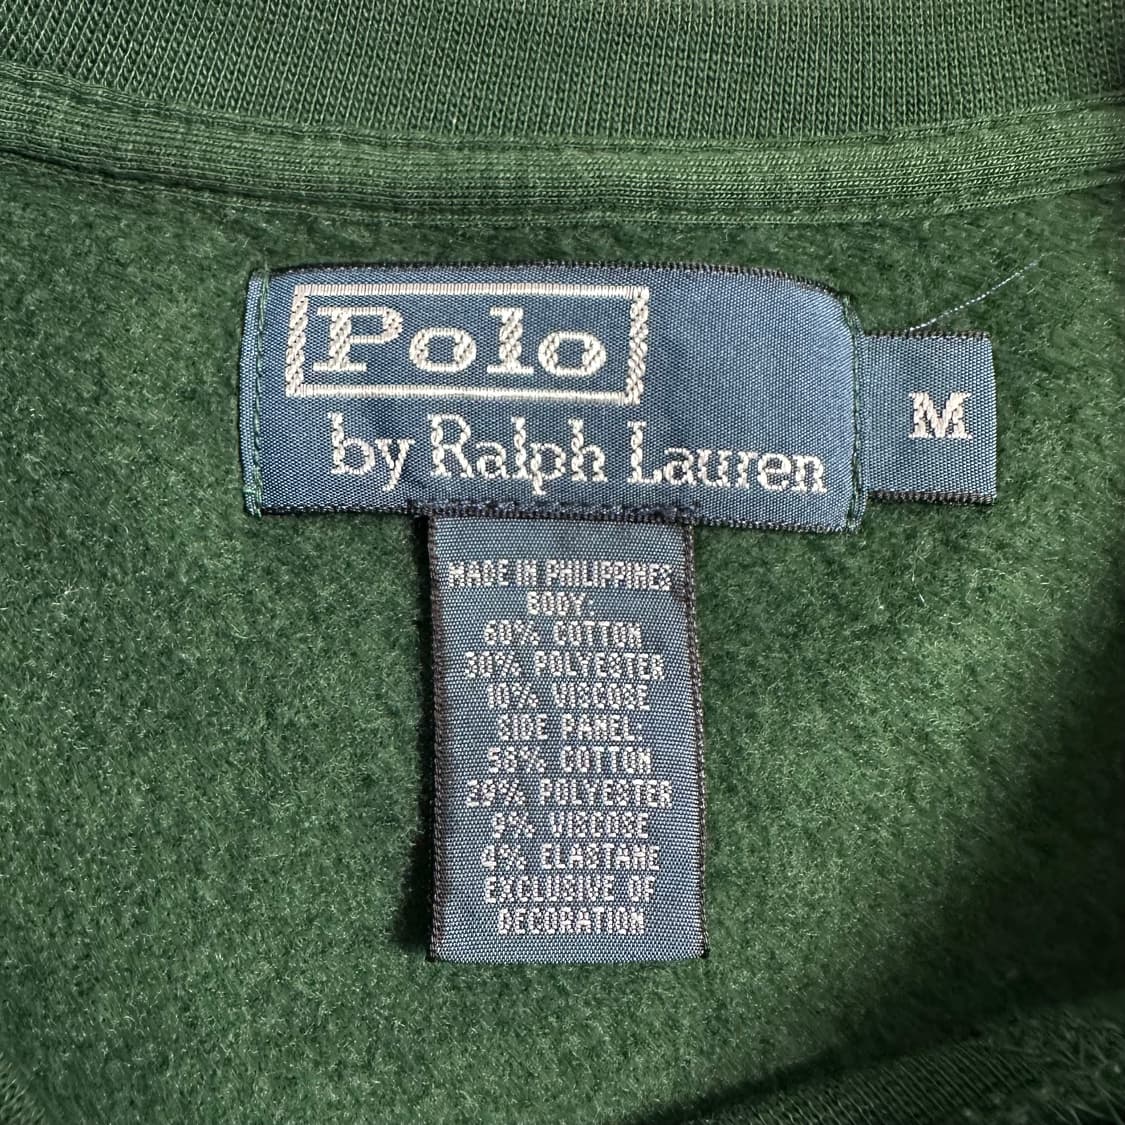 Polo
by Ralph Lauren
M
MADE IN PHILIPPINES
BODY:
60% COTTON
30% POLYESTER
10% VISCOSE
SIDE PANEL
58% COTTON
29% POLYESTER
9% VISCOSE
4% ELASTANE
EXCLUSIVE OF
DECORATION